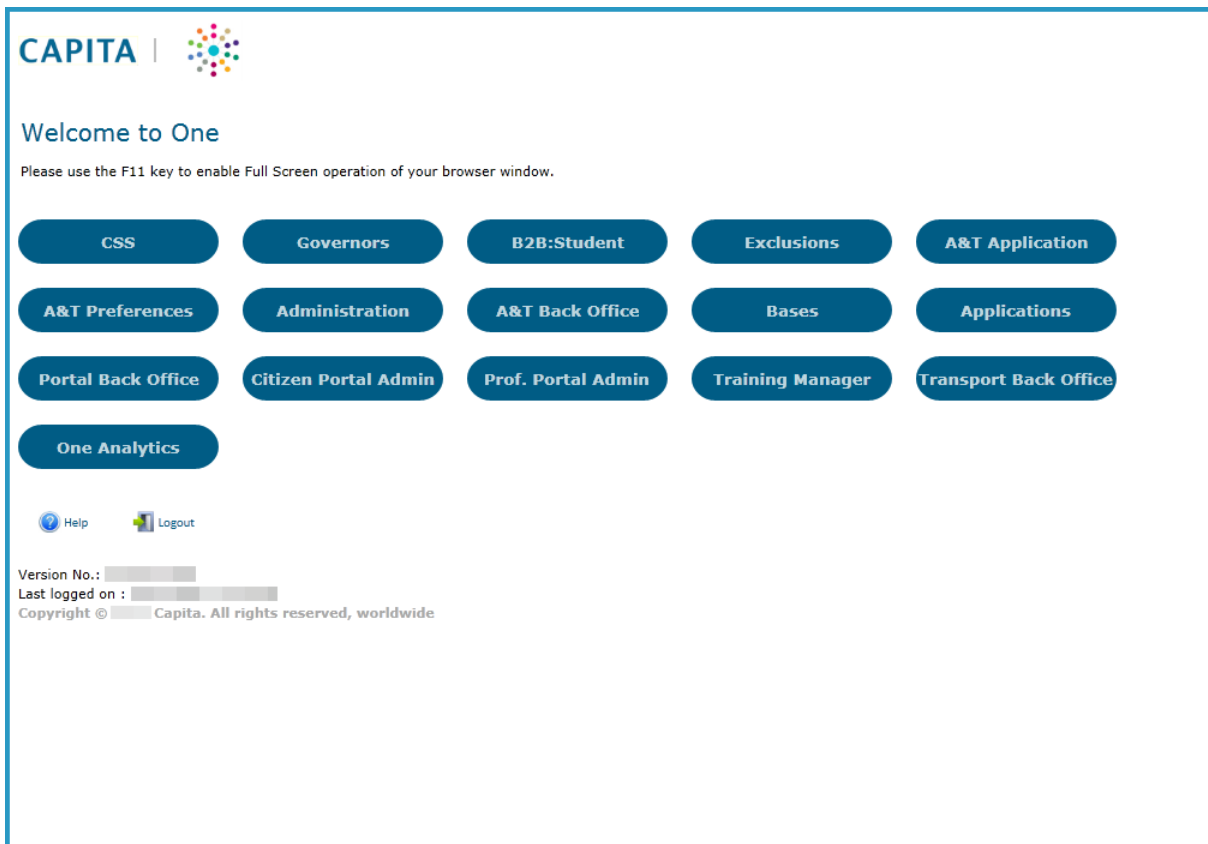 CAPITA
Welcome to One
Please use the F11 key to enable Full Screen operation of your browser window.
CSS Governors B2B:Student Exclusions A&T Application
A&T Preferences Administration A&T Back Office Bases Applications
Portal Back Office Citizen Portal Admin Prof. Portal Admin Training Manager Transport Back Office
One Analytics
Help Logout
Version No.:
Last logged on :
Copyright © Capita. All rights reserved, worldwide